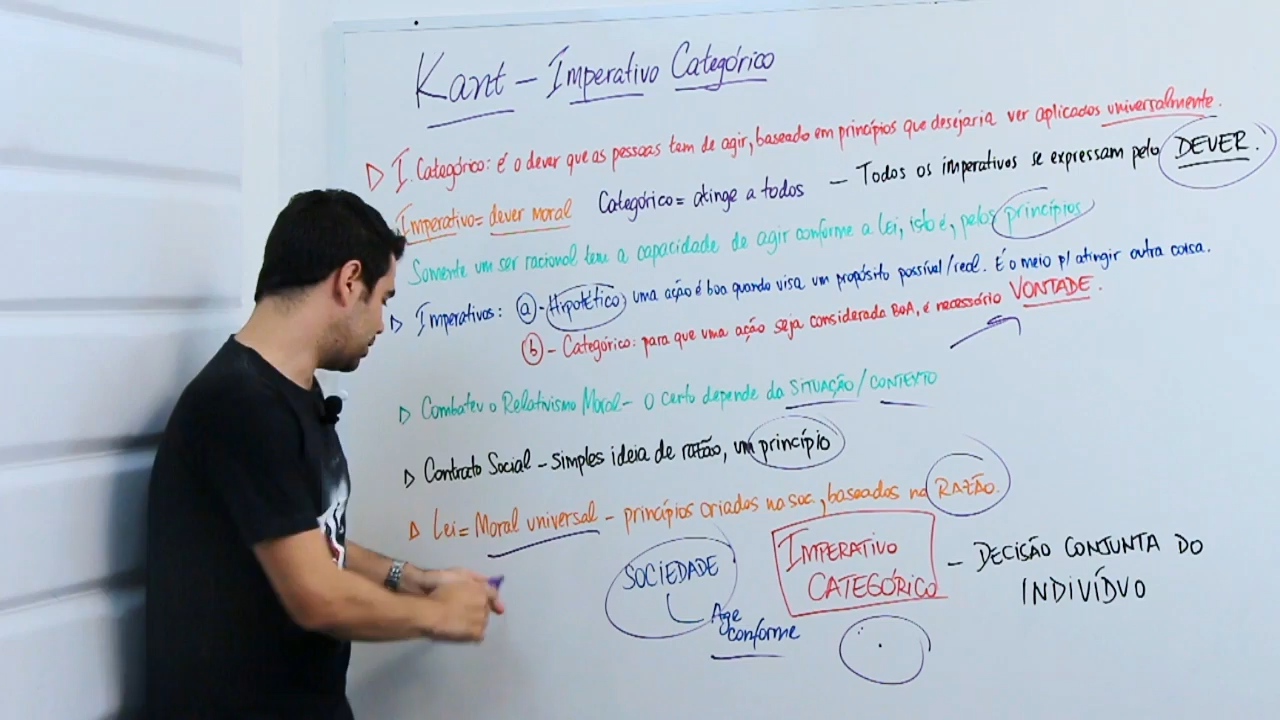 Kant - Imperativo Categórico
▷ I. Categórico: é o dever que as pessoas tem de agir, baseado em princípios que desejaria ver aplicados universalmente.
Imperativo = dever moral Categórico = atinge a todos - Todos os imperativos se expressam pelo DEVER.
Somente um ser racional tem a capacidade de agir conforme a Lei, isto é, pelos princípios
▷ Imperativos: (a) - Hipotético, uma ação é boa quando visa um propósito possível/real. É o meio p/ atingir outra coisa.
(b) - Categórico: para que uma ação seja considerada BOA, é necessário VONTADE.
▷ Combateu o Relativismo Moral - o certo depende da SITUAÇÃO / CONTEXTO
▷ Contrato Social - simples ideia de razão, um princípio
▷ Lei = Moral universal - princípios criados na soc., baseados na RAZÃO.
SOCIEDADE
Age conforme
IMPERATIVO
CATEGÓRICO
- DECISÃO CONJUNTA DO
INDIVÍDVO